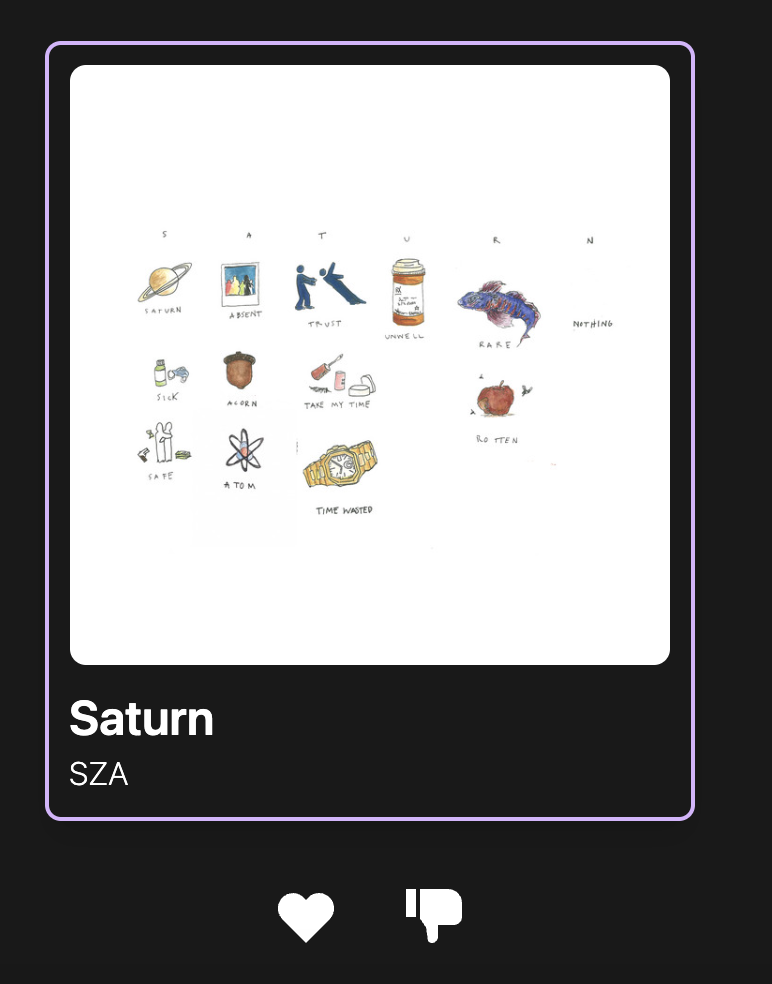 S A T U R N
SATURN
ABSENT
TRUST
UNWELL
RARE
NOTHING
SICK
ACORN
TAKE MY TIME
ROTTEN
SAFE
ATOM
TIME WASTED
Saturn
SZA